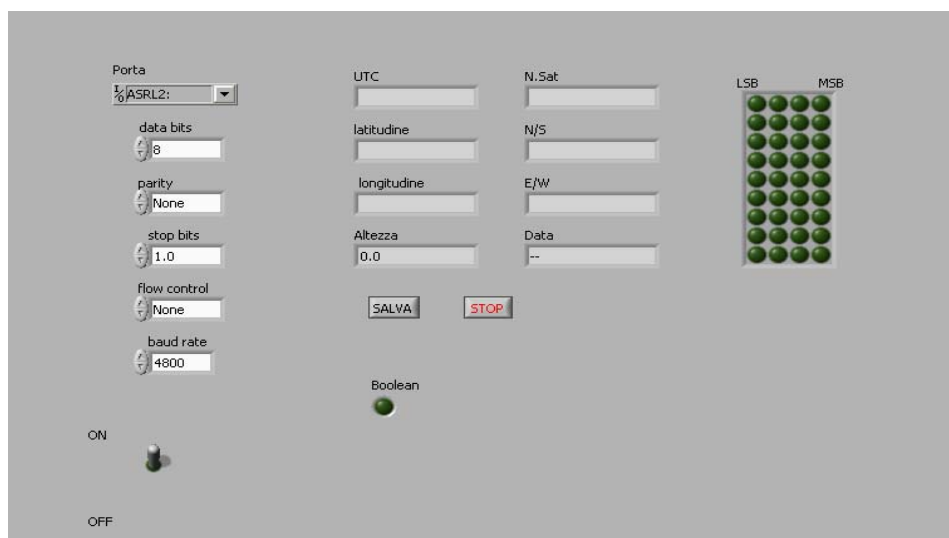 Porta
I/O ASRL2:
data bits
8
parity
None
stop bits
1.0
flow control
None
baud rate
4800
ON
OFF
UTC
N.Sat
latitudine
N/S
longitudine
E/W
Altezza
0.0
Data
--
SALVA
STOP
Boolean
LSB MSB